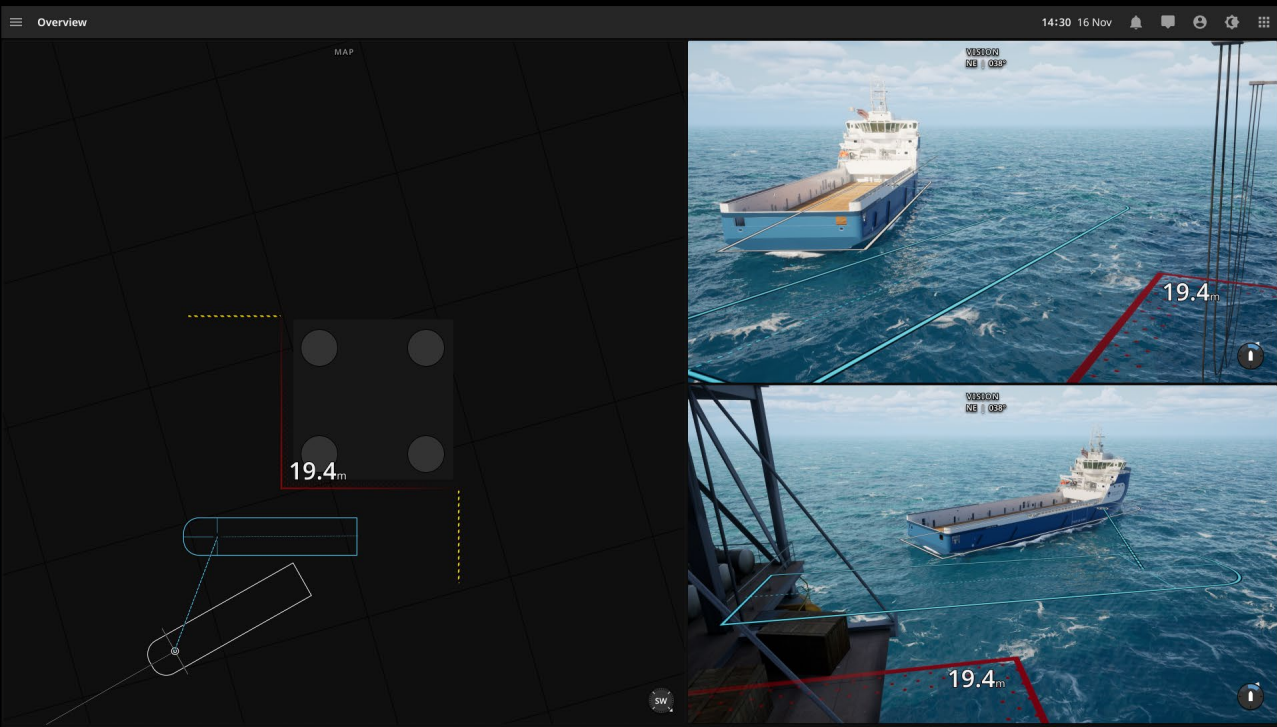 Overview
14:30 16 Nov
MAP
19.4m
SW
VISION
NE | 038°
19.4m
VISION
NE | 038°
19.4m